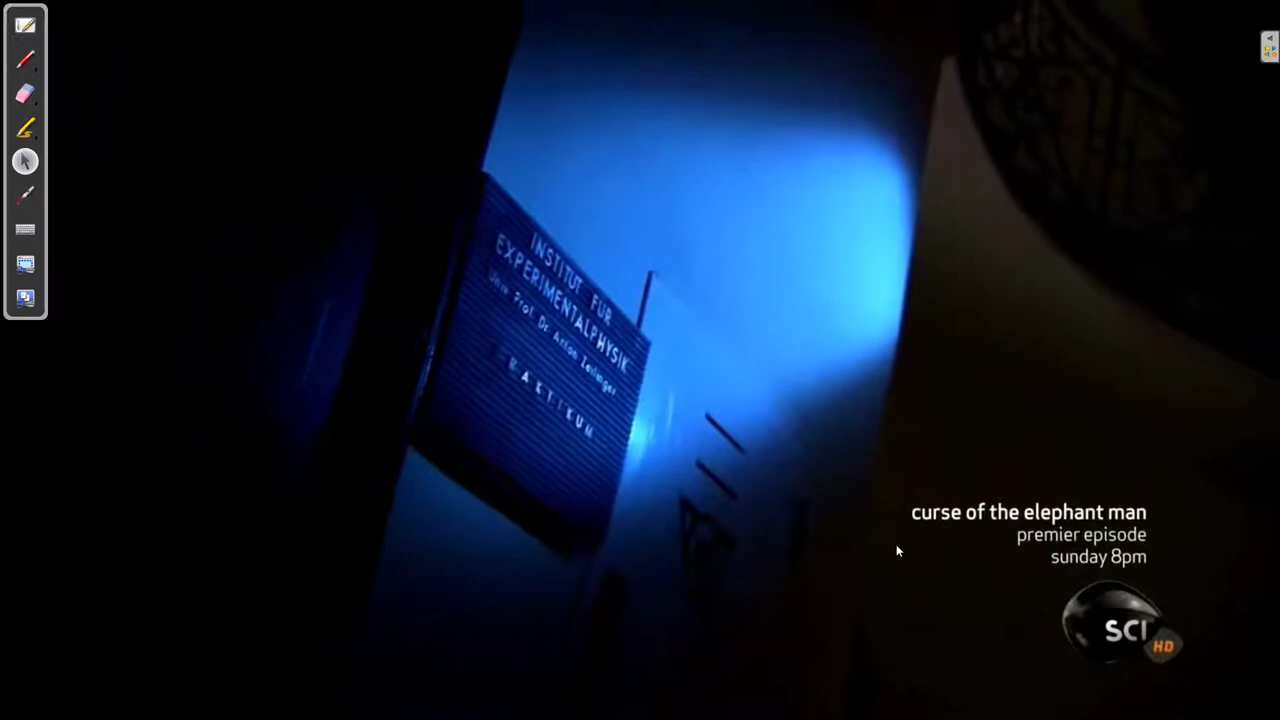 INSTITUT FUR
EXPERIMENTALPHYSIK
Univ. Prof. Dr. Anton Zeilinger
PRAKTIKUM
curse of the elephant man
premier episode
sunday 8pm
SCI
HD